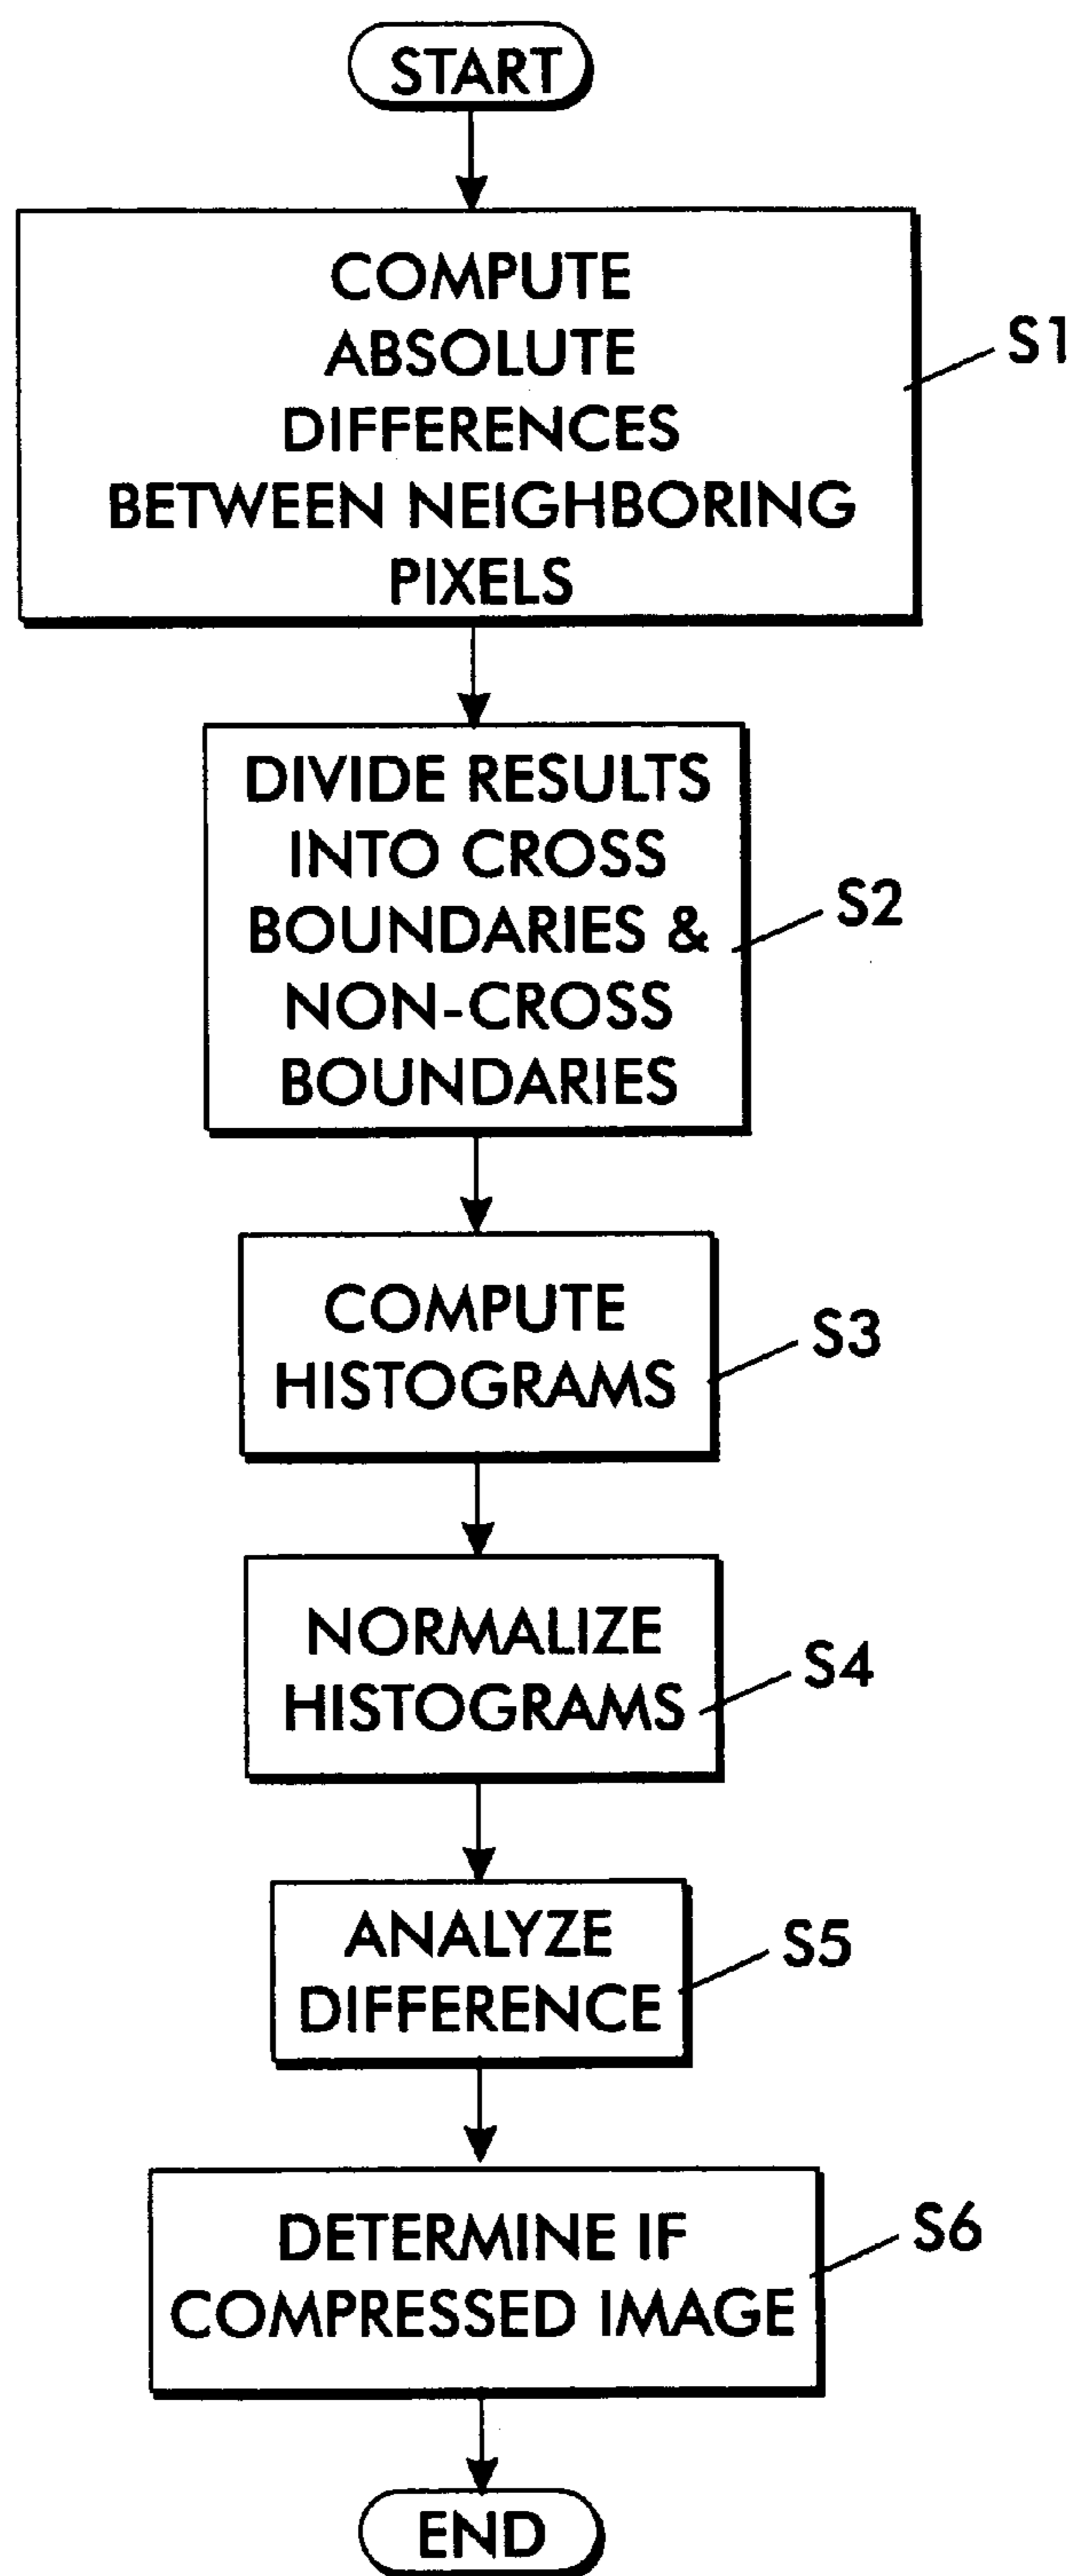 START
COMPUTE
ABSOLUTE
DIFFERENCES
BETWEEN NEIGHBORING
PIXELS
S1
DIVIDE RESULTS
INTO CROSS
BOUNDARIES &
NON-CROSS
BOUNDARIES
S2
COMPUTE
HISTOGRAMS
S3
NORMALIZE
HISTOGRAMS
S4
ANALYZE
DIFFERENCE
S5
DETERMINE IF
COMPRESSED IMAGE
S6
END